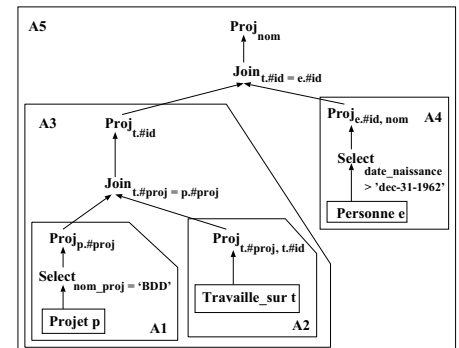 A5
Proj nom
Join t.#id = e.#id
A3
Proj t.#id
Proj e.#id, nom
A4
Select date_naissance
> 'dec-31-1962'
Personne e
Join t.#proj = p.#proj
Proj p.#proj
Proj t.#proj, t.#id
Select nom_proj = ‘BDD’
Travaille_sur t
Projet p
A1
A2